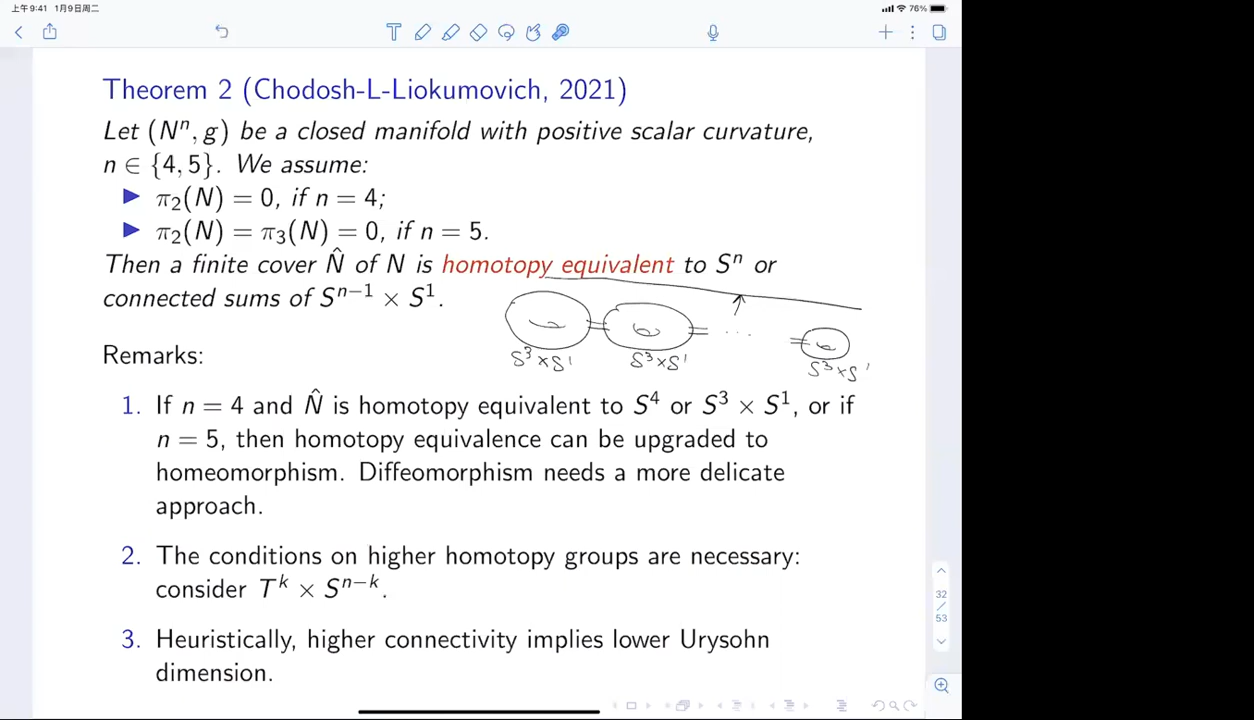 上午9:41 1月9日周二
76%
Theorem 2 (Chodosh-L-Liokumovich, 2021)
Let (Nⁿ, g) be a closed manifold with positive scalar curvature,
n ∈ {4, 5}. We assume:
▶ π₂(N) = 0, if n = 4;
▶ π₂(N) = π₃(N) = 0, if n = 5.
Then a finite cover N̂ of N is homotopy equivalent to Sⁿ or
connected sums of Sⁿ⁻¹ × S¹.
= = ... =
S³×S¹ S³×S¹ S³×S¹
Remarks:
1. If n = 4 and N̂ is homotopy equivalent to S⁴ or S³ × S¹, or if
n = 5, then homotopy equivalence can be upgraded to
homeomorphism. Diffeomorphism needs a more delicate
approach.
2. The conditions on higher homotopy groups are necessary:
consider Tᵏ × Sⁿ⁻ᵏ.
3. Heuristically, higher connectivity implies lower Urysohn
dimension.
32
/
53